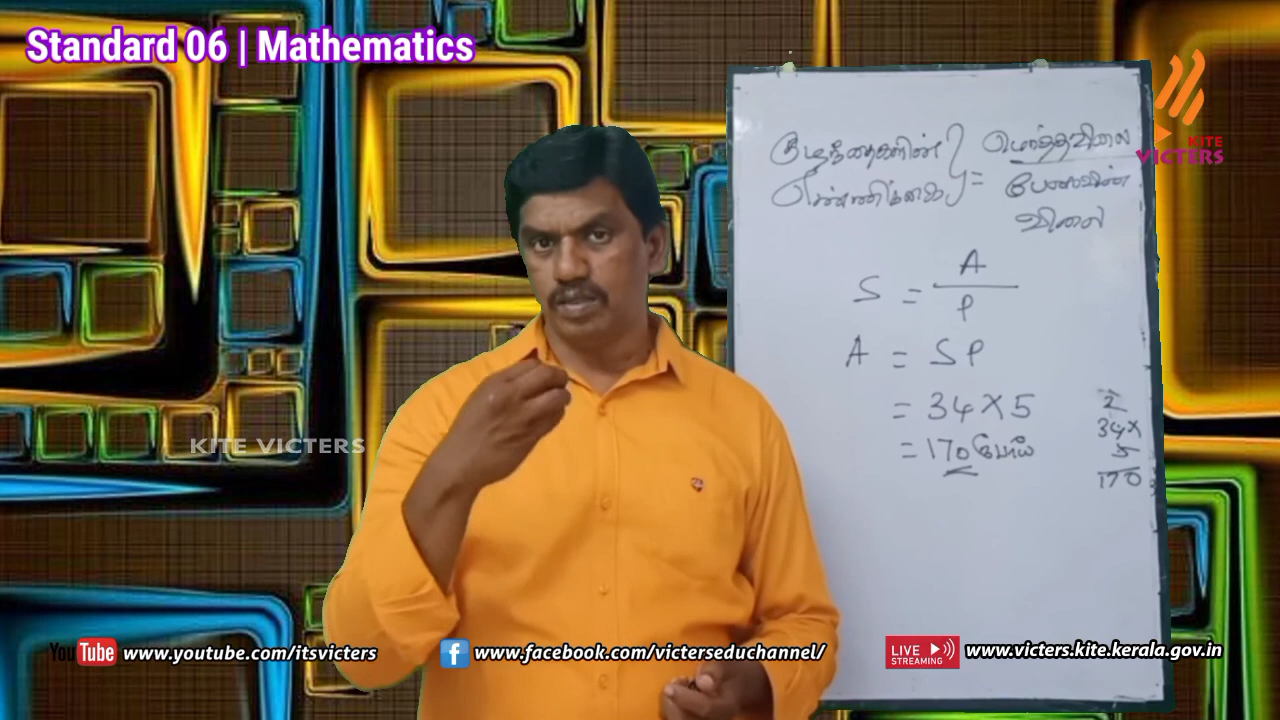 Standard 06 | Mathematics
KITE
VICTERS
குழந்தைகளின் } மொத்தவிலை
எண்ணிக்கை } = பேனாவின்
விலை
S = A
P
A = S P
= 34 × 5
= 170
2
34 ×
5
170
KITE VICTERS
YouTube www.youtube.com/itsvicters
f www.facebook.com/victerseduchannel/
LIVE STREAMING www.victers.kite.kerala.gov.in